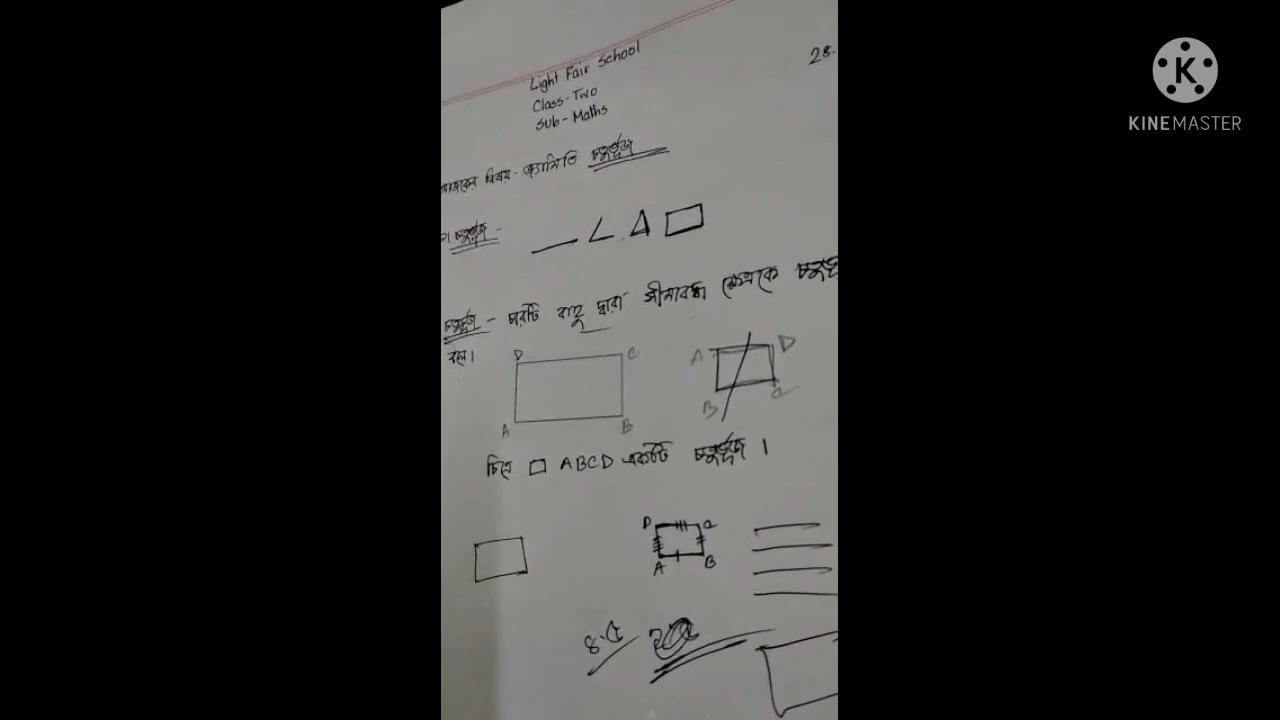 Light Fair School
28.
Class-Two
Sub-Maths
আজকের বিষয়-জ্যামিতি চতুর্ভুজ
চতুর্ভুজ-
চতুর্ভুজ - চারটি বাহু দ্বারা সীমাবদ্ধ ক্ষেত্রকে
বলে।
D C A D
A B B C
চিত্রে □ ABCD একটি চতুর্ভুজ।
D C
A B
KINEMASTER